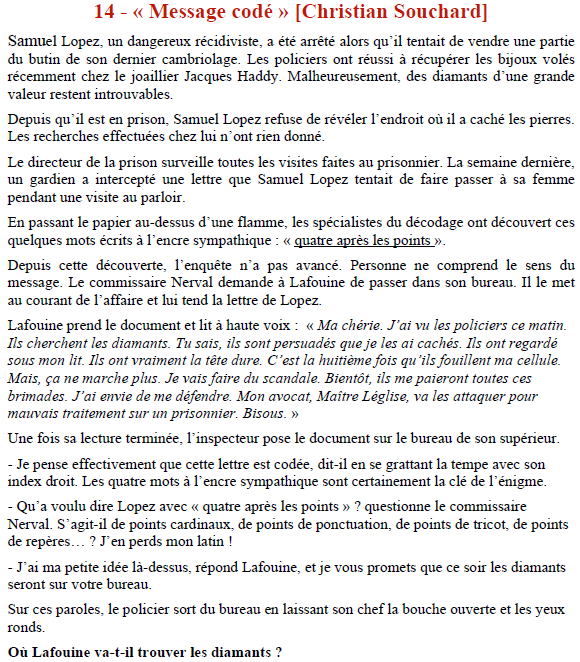 14 - « Message codé » [Christian Souchard]
Samuel Lopez, un dangereux récidiviste, a été arrêté alors qu'il tentait de vendre une partie
du butin de son dernier cambriolage. Les policiers ont réussi à récupérer les bijoux volés
récemment chez le joaillier Jacques Haddy. Malheureusement, des diamants d'une grande
valeur restent introuvables.
Depuis qu'il est en prison, Samuel Lopez refuse de révéler l'endroit où il a caché les pierres.
Les recherches effectuées chez lui n'ont rien donné.
Le directeur de la prison surveille toutes les visites faites au prisonnier. La semaine dernière,
un gardien a intercepté une lettre que Samuel Lopez tentait de faire passer à sa femme
pendant une visite au parloir.
En passant le papier au-dessus d'une flamme, les spécialistes du décodage ont découvert ces
quelques mots écrits à l'encre sympathique : « quatre après les points ».
Depuis cette découverte, l'enquête n'a pas avancé. Personne ne comprend le sens du
message. Le commissaire Nerval demande à Lafouine de passer dans son bureau. Il le met
au courant de l'affaire et lui tend la lettre de Lopez.
Lafouine prend le document et lit à haute voix : « Ma chérie. J'ai vu les policiers ce matin.
Ils cherchent les diamants. Tu sais, ils sont persuadés que je les ai cachés. Ils ont regardé
sous mon lit. Ils ont vraiment la tête dure. C'est la huitième fois qu'ils fouillent ma cellule.
Mais, ça ne marche plus. Je vais faire du scandale. Bientôt, ils me paieront toutes ces
brimades. J'ai envie de me défendre. Mon avocat, Maître Léglise, va les attaquer pour
mauvais traitement sur un prisonnier. Bisous. »
Une fois sa lecture terminée, l'inspecteur pose le document sur le bureau de son supérieur.
- Je pense effectivement que cette lettre est codée, dit-il en se grattant la tempe avec son
index droit. Les quatre mots à l'encre sympathique sont certainement la clé de l'énigme.
- Qu'a voulu dire Lopez avec « quatre après les points » ? questionne le commissaire
Nerval. S'agit-il de points cardinaux, de points de ponctuation, de points de tricot, de points
de repères… ? J'en perds mon latin !
- J'ai ma petite idée là-dessus, répond Lafouine, et je vous promets que ce soir les diamants
seront sur votre bureau.
Sur ces paroles, le policier sort du bureau en laissant son chef la bouche ouverte et les yeux
ronds.
Où Lafouine va-t-il trouver les diamants ?